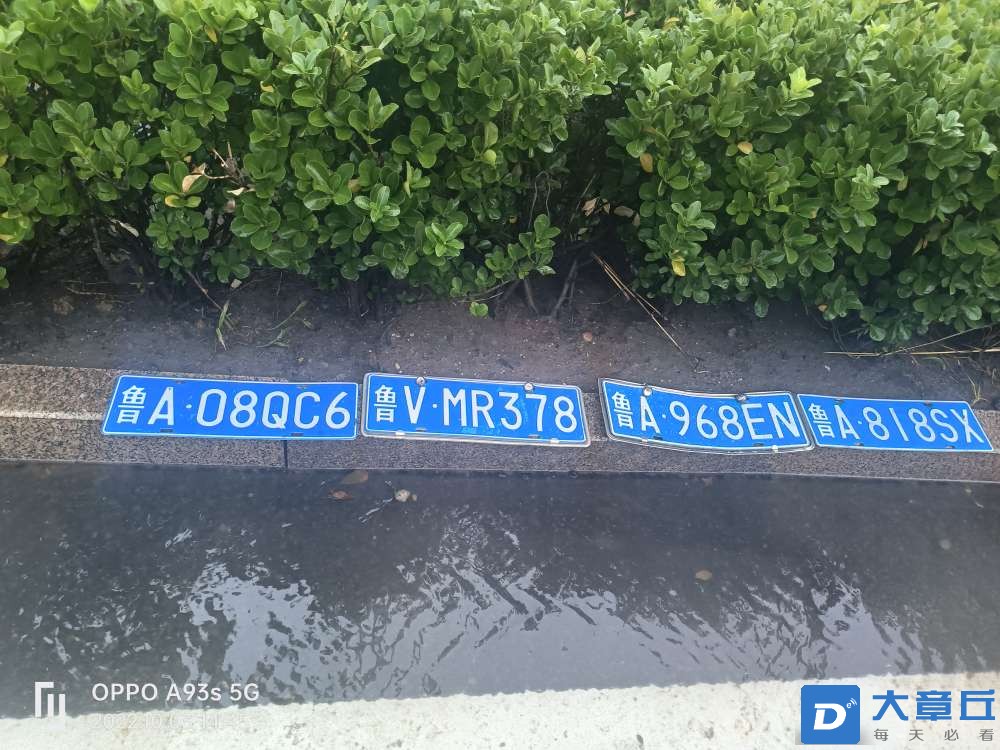 鲁A·08QC6
鲁V·MR378
鲁A·968EN
鲁A·818SX
OPPO A93s 5G
D
大章丘
每天必看